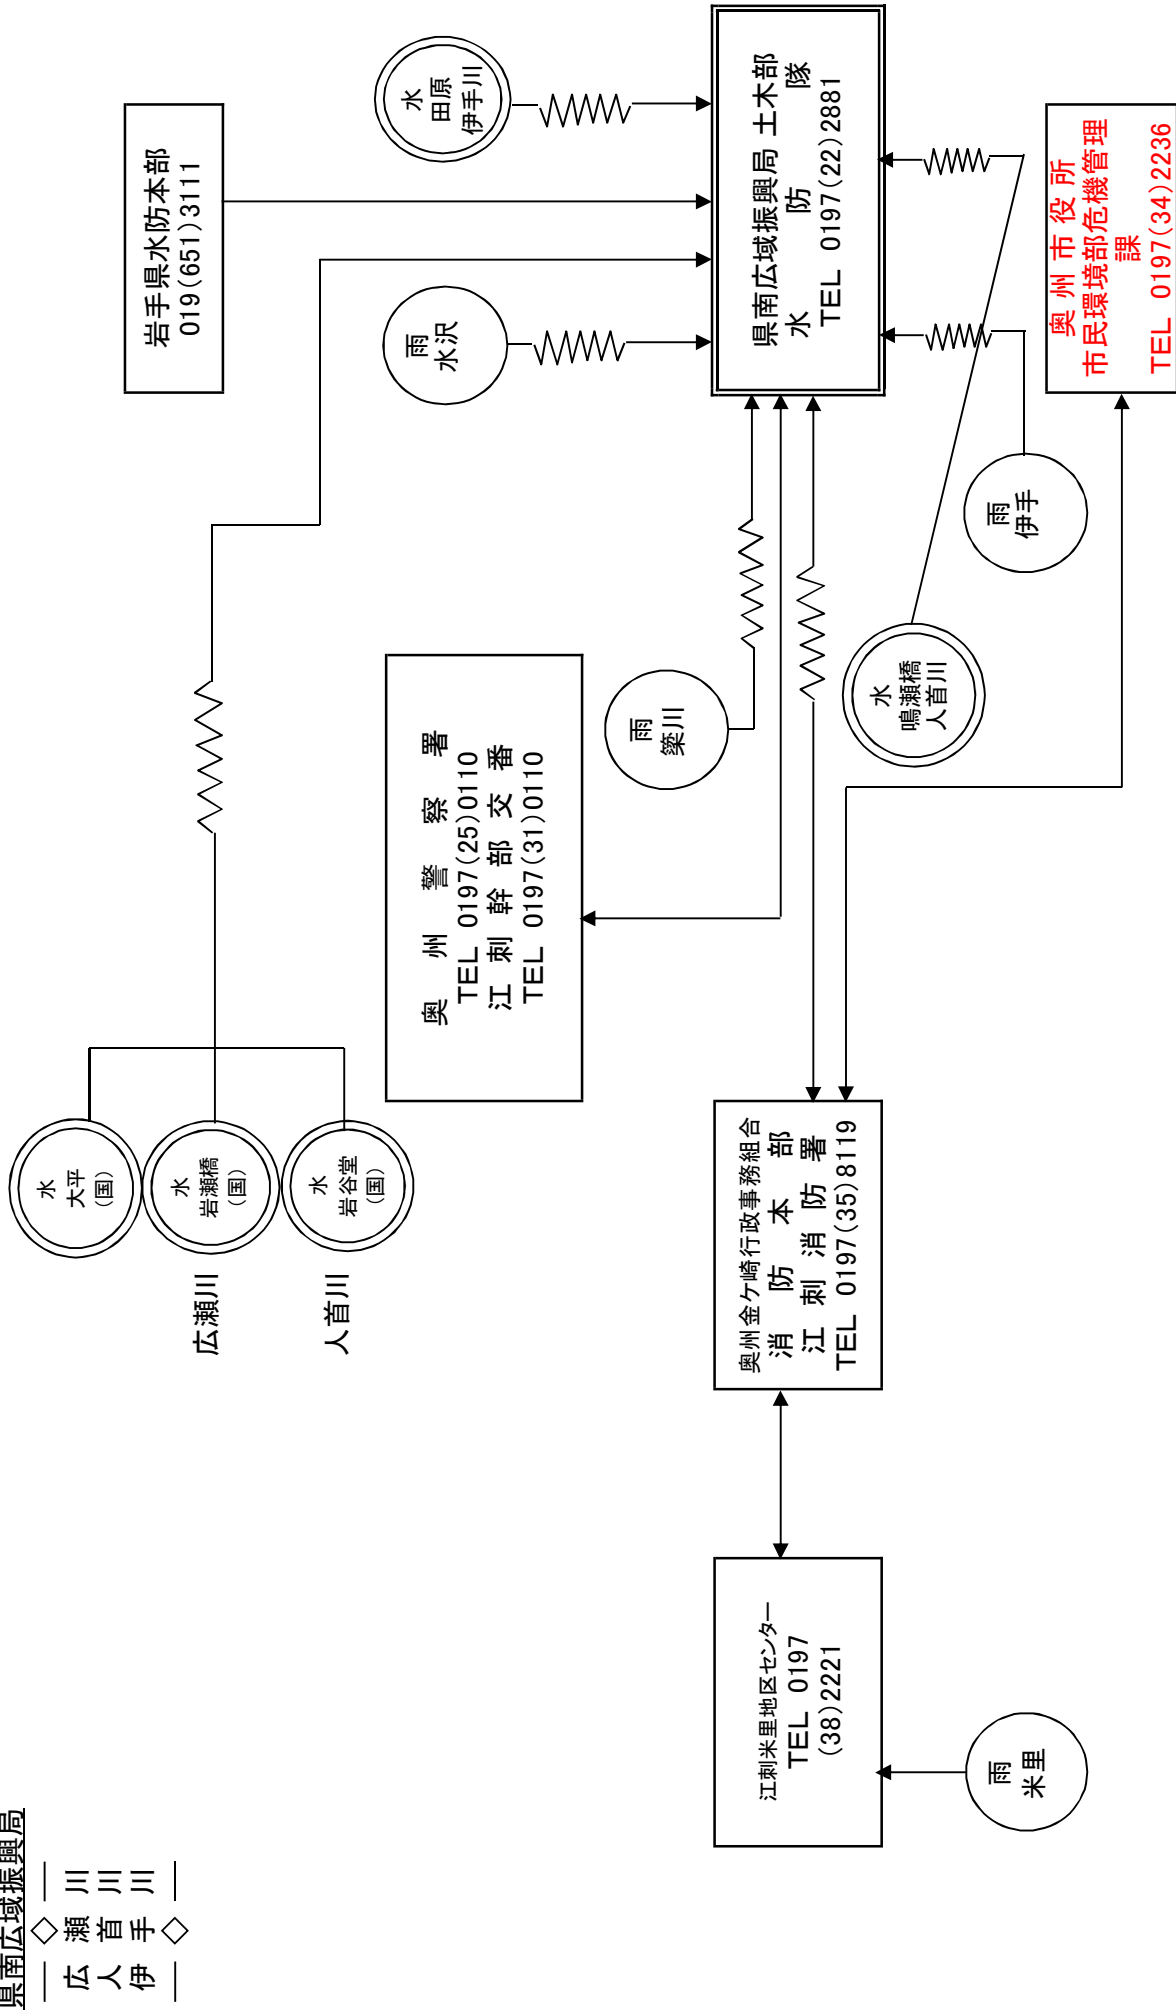 県南広域振興局
―◇―
広瀬川
人首川
伊手川
―◇―
水
大平
(国)
水
岩瀬橋
(国)
水
岩谷堂
(国)
広瀬川
人首川
岩手県水防本部
019(651)3111
水
田原
伊手川
雨
水沢
奥州警察署
TEL 0197(25)0110
江刺幹部交番
TEL 0197(31)0110
雨
簗川
県南広域振興局 土木部
水防隊
TEL 0197(22)2881
江刺米里地区センター
TEL 0197
(38)2221
奥州金ケ崎行政事務組合
消防本部
江刺消防署
TEL 0197(35)8119
水
鳴瀬橋
人首川
雨
伊手
雨
米里
奥州市役所
市民環境部危機管理
課
TEL 0197(34)2236